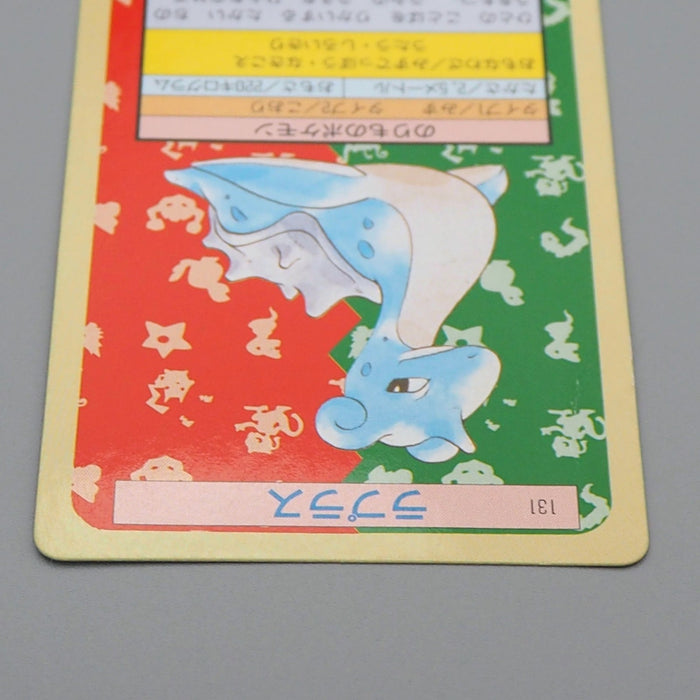 131 ラプラス
のりものポケモン
タイプ1/みず タイプ2/こおり
たかさ/2.5メートル おもさ/220キログラム
おもなわざ/みずてっぽう・なきごえ
うたう・しろいきり
ひとの ことばを りかいする たかい ちの